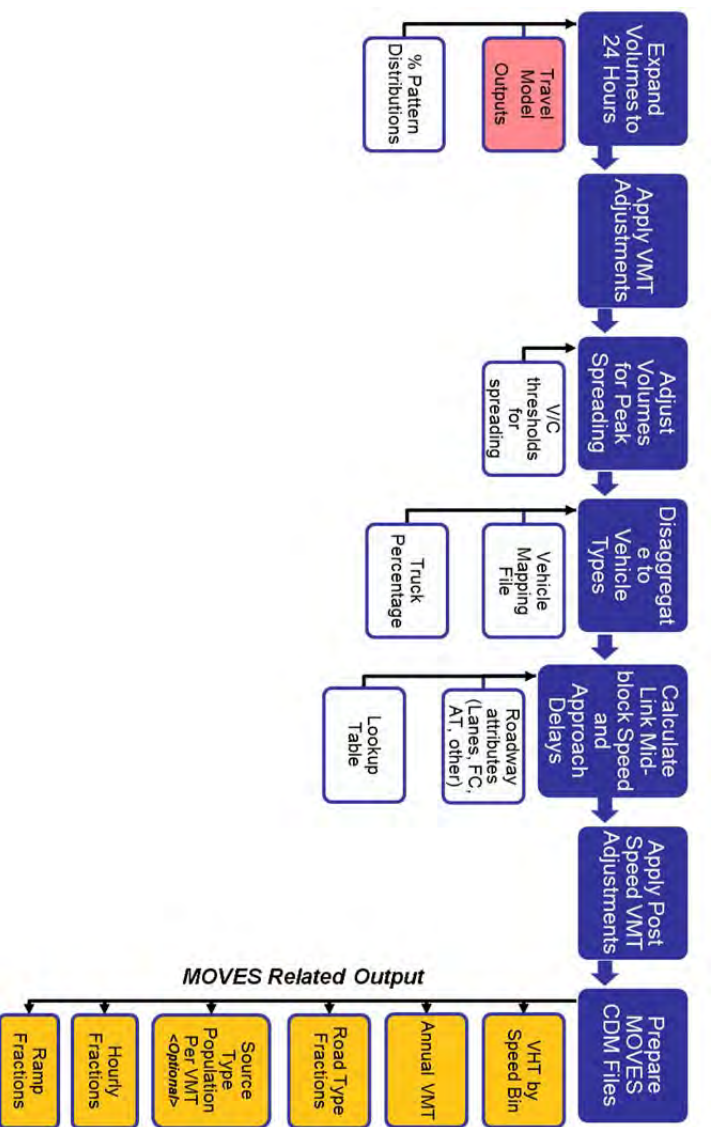 Expand
Volumes to
24 Hours
Travel
Model
Outputs
% Pattern
Distributions
Apply VMT
Adjustments
Adjust
Volumes
for Peak
Spreading
V/C
thresholds
for
spreading
Disaggregat
e to
Vehicle
Types
Vehicle
Mapping
File
Truck
Percentage
Calculate
Link Mid-
block Speed
and
Approach
Delays
Roadway
attributes
(Lanes, FC,
AT, other)
Lookup
Table
Apply Post
Speed VMT
Adjustments
Prepare
MOVES
CDM Files
MOVES Related Output
VHT by
Speed Bin
Annual VMT
Road Type
Fractions
Source
Type
Population
Per VMT
<Optional>
Hourly
Fractions
Ramp
Fractions